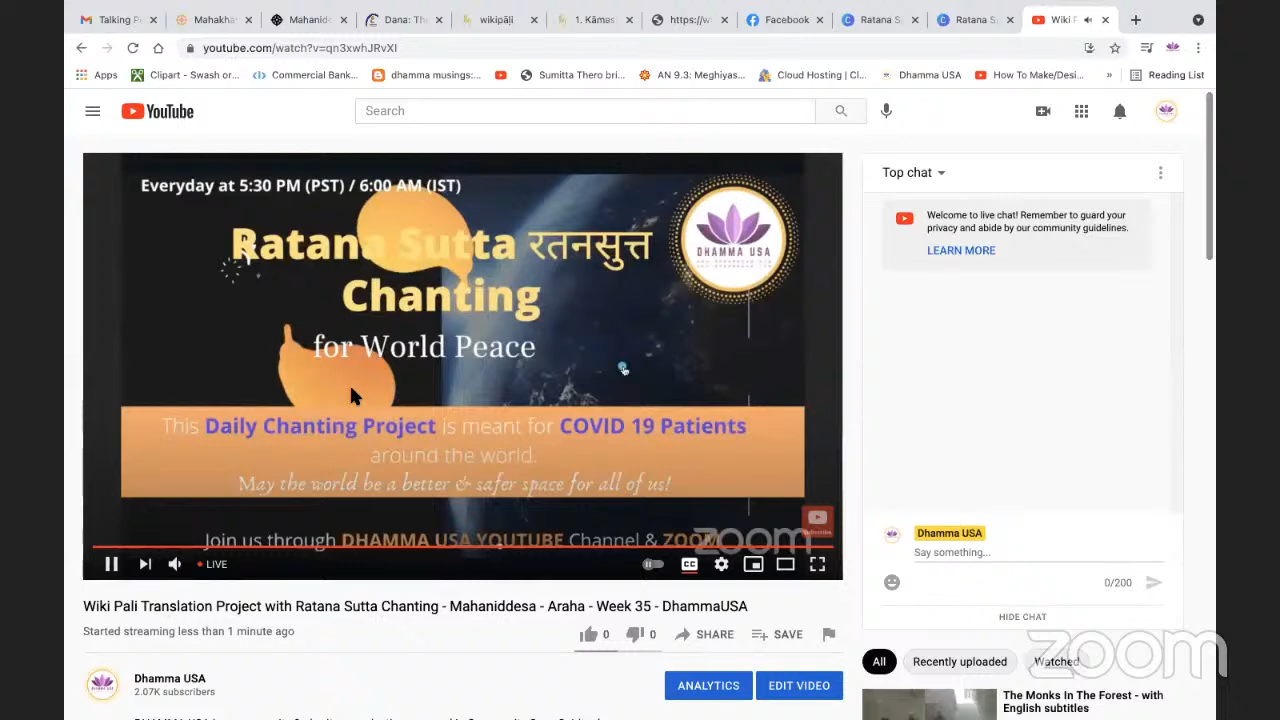 Talking P
Mahakha
Mahanid
Dana: The
wikipāḷi
1. Kāmas
https://w
Facebook
Ratana S
Ratana S
Wiki P
youtube.com/watch?v=qn3xwhJRvXI
Apps
Clipart - Swash or...
Commercial Bank...
dhamma musings:...
Sumitta Thero bri...
AN 9.3: Meghiyas...
Cloud Hosting | Cl...
Dhamma USA
How To Make/Desi...
»
Reading List
YouTube
Search
Everyday at 5:30 PM (PST) / 6:00 AM (IST)
Ratana Sutta रतनसुत्त
Chanting
for World Peace
DHAMMA USA
This Daily Chanting Project is meant for COVID 19 Patients
around the world.
May the world be a better & safer space for all of us!
Join us through DHAMMA USA YOUTUBE Channel & ZOOM
Subscribe
zoom
LIVE
CC
Top chat
Welcome to live chat! Remember to guard your
privacy and abide by our community guidelines.
LEARN MORE
Dhamma USA
Say something...
0/200
HIDE CHAT
Wiki Pali Translation Project with Ratana Sutta Chanting - Mahaniddesa - Araha - Week 35 - DhammaUSA
Started streaming less than 1 minute ago
0
0
SHARE
SAVE
Dhamma USA
2.07K subscribers
ANALYTICS
EDIT VIDEO
All
Recently uploaded
Watched
zoom
The Monks In The Forest - with
English subtitles